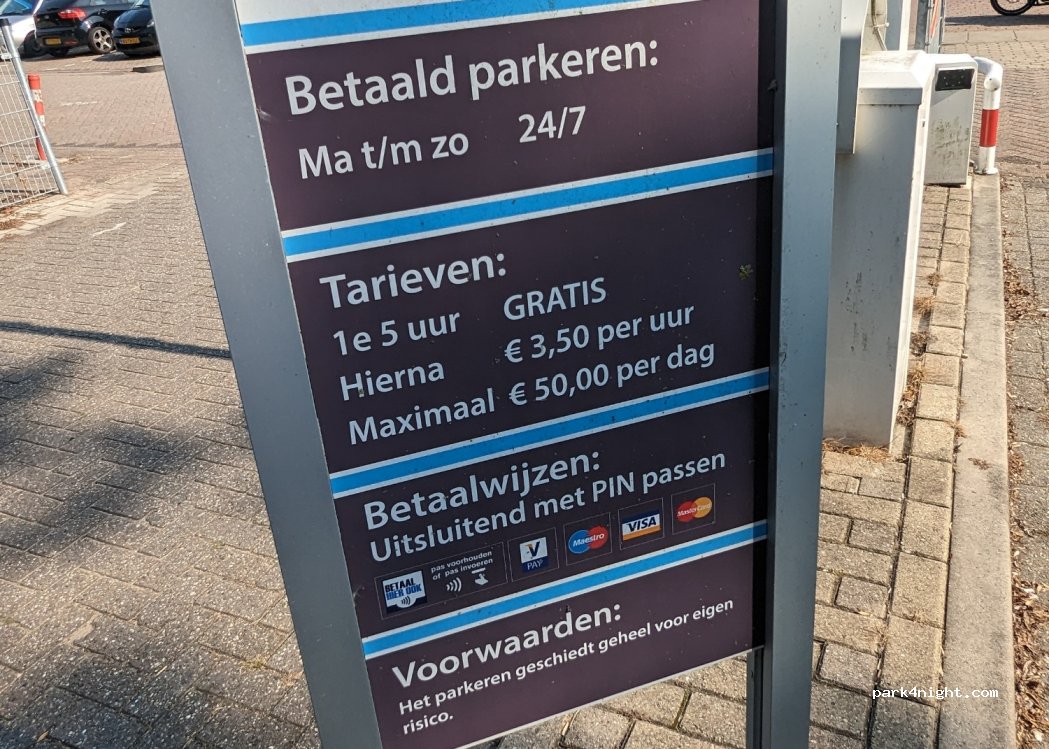 Betaald parkeren:
Ma t/m zo 24/7
Tarieven:
1e 5 uur GRATIS
Hierna € 3,50 per uur
Maximaal € 50,00 per dag
Betaalwijzen:
Uitsluitend met PIN passen
BETAAL HIER OOK
pas voorhouden
of pas invoeren
V PAY
Maestro
VISA
MasterCard
Voorwaarden:
Het parkeren geschiedt geheel voor eigen
risico.
park4night.com